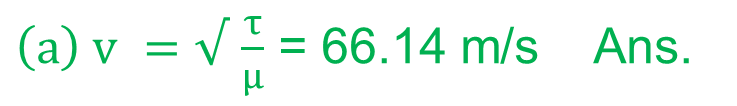 (a) v = √ τ/μ = 66.14 m/s Ans.